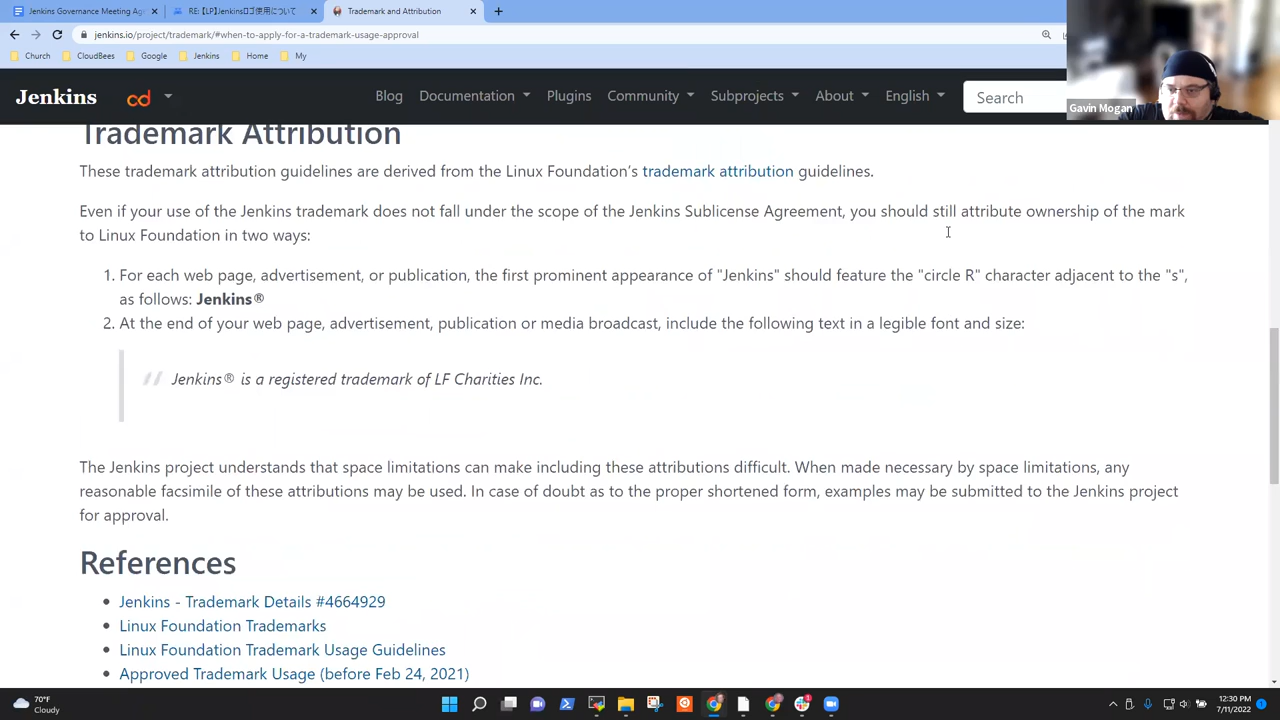 Jenkins Governance Meeting Ag
RE: 【LP】Jenkinsロゴ使用について
Trademark and Attribution
jenkins.io/project/trademark/#when-to-apply-for-a-trademark-usage-approval
Church
CloudBees
Google
Jenkins
Home
My
Gavin Mogan
Jenkins
cd
Blog
Documentation
Plugins
Community
Subprojects
About
English
Search
Trademark Attribution
These trademark attribution guidelines are derived from the Linux Foundation's trademark attribution guidelines.
Even if your use of the Jenkins trademark does not fall under the scope of the Jenkins Sublicense Agreement, you should still attribute ownership of the mark
to Linux Foundation in two ways:
1. For each web page, advertisement, or publication, the first prominent appearance of "Jenkins" should feature the "circle R" character adjacent to the "s",
as follows: Jenkins®
2. At the end of your web page, advertisement, publication or media broadcast, include the following text in a legible font and size:
Jenkins® is a registered trademark of LF Charities Inc.
The Jenkins project understands that space limitations can make including these attributions difficult. When made necessary by space limitations, any
reasonable facsimile of these attributions may be used. In case of doubt as to the proper shortened form, examples may be submitted to the Jenkins project
for approval.
References
Jenkins - Trademark Details #4664929
Linux Foundation Trademarks
Linux Foundation Trademark Usage Guidelines
Approved Trademark Usage (before Feb 24, 2021)
70°F
Cloudy
12:30 PM
7/11/2022